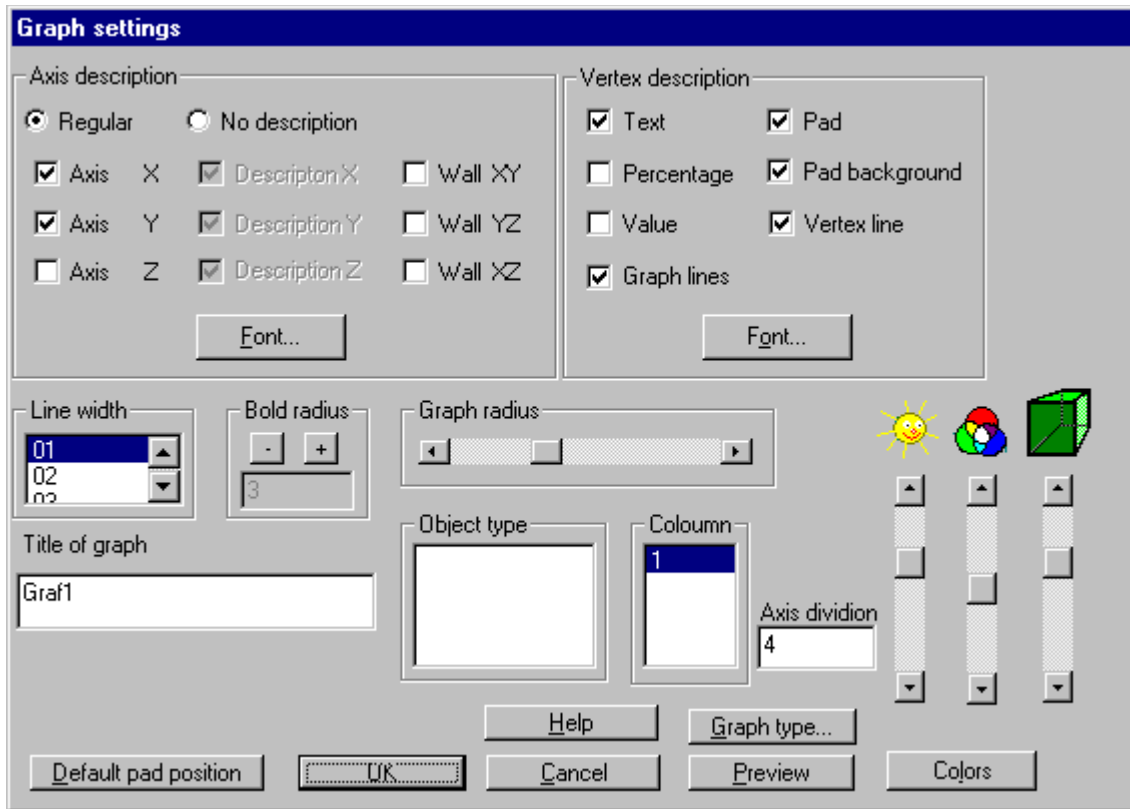 Graph settings
Axis description
Regular No description
Axis X Descripton X Wall XY
Axis Y Description Y Wall YZ
Axis Z Description Z Wall XZ
Font...
Vertex description
Text Pad
Percentage Pad background
Value Vertex line
Graph lines
Font...
Line width
01
02
03
Bold radius
- +
3
Graph radius
Title of graph
Graf1
Object type
Coloumn
1
Axis dividion
4
Help Graph type...
Default pad position OK Cancel Preview Colors